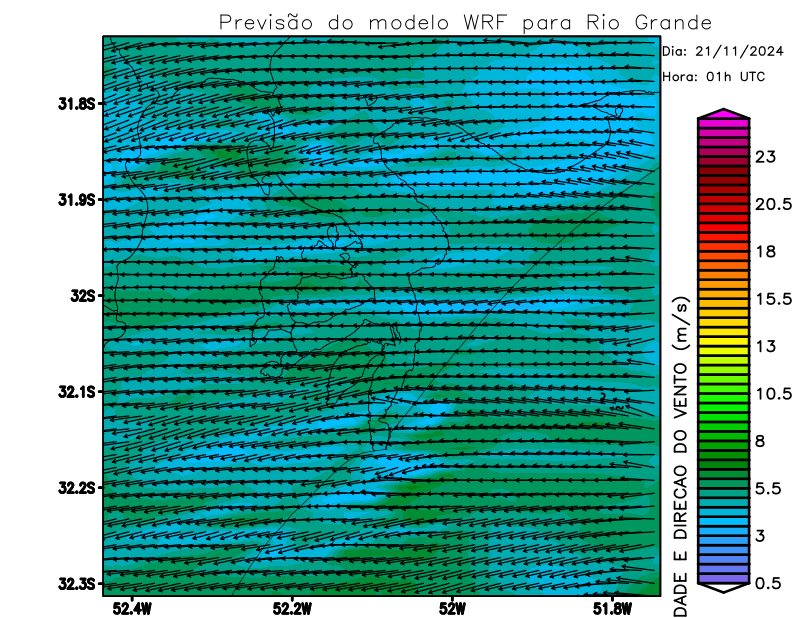 Previsão do modelo WRF para Rio Grande
Dia: 21/11/2024
Hora: 01h UTC
31.8S
31.9S
32S
32.1S
32.2S
32.3S
52.4W
52.2W
52W
51.8W
23
20.5
18
15.5
13
10.5
8
5.5
3
0.5
DADE E DIRECAO DO VENTO (m/s)